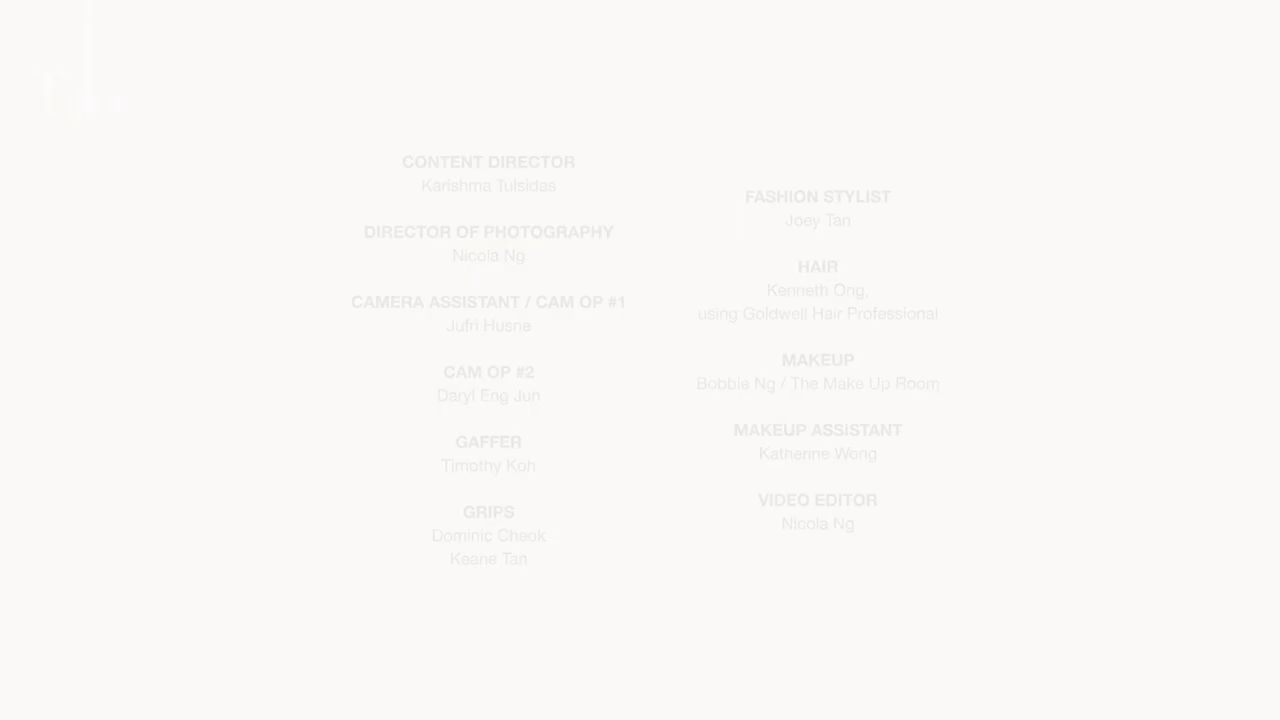 CONTENT DIRECTOR
Karishma Tulsidas
DIRECTOR OF PHOTOGRAPHY
Nicola Ng
CAMERA ASSISTANT / CAM OP #1
Jufri Husne
CAM OP #2
Daryl Eng Jun
GAFFER
Timothy Koh
GRIPS
Dominic Cheok
Keane Tan
FASHION STYLIST
Joey Tan
HAIR
Kenneth Ong,
using Goldwell Hair Professional
MAKEUP
Bobbie Ng / The Make Up Room
MAKEUP ASSISTANT
Katherine Wong
VIDEO EDITOR
Nicola Ng